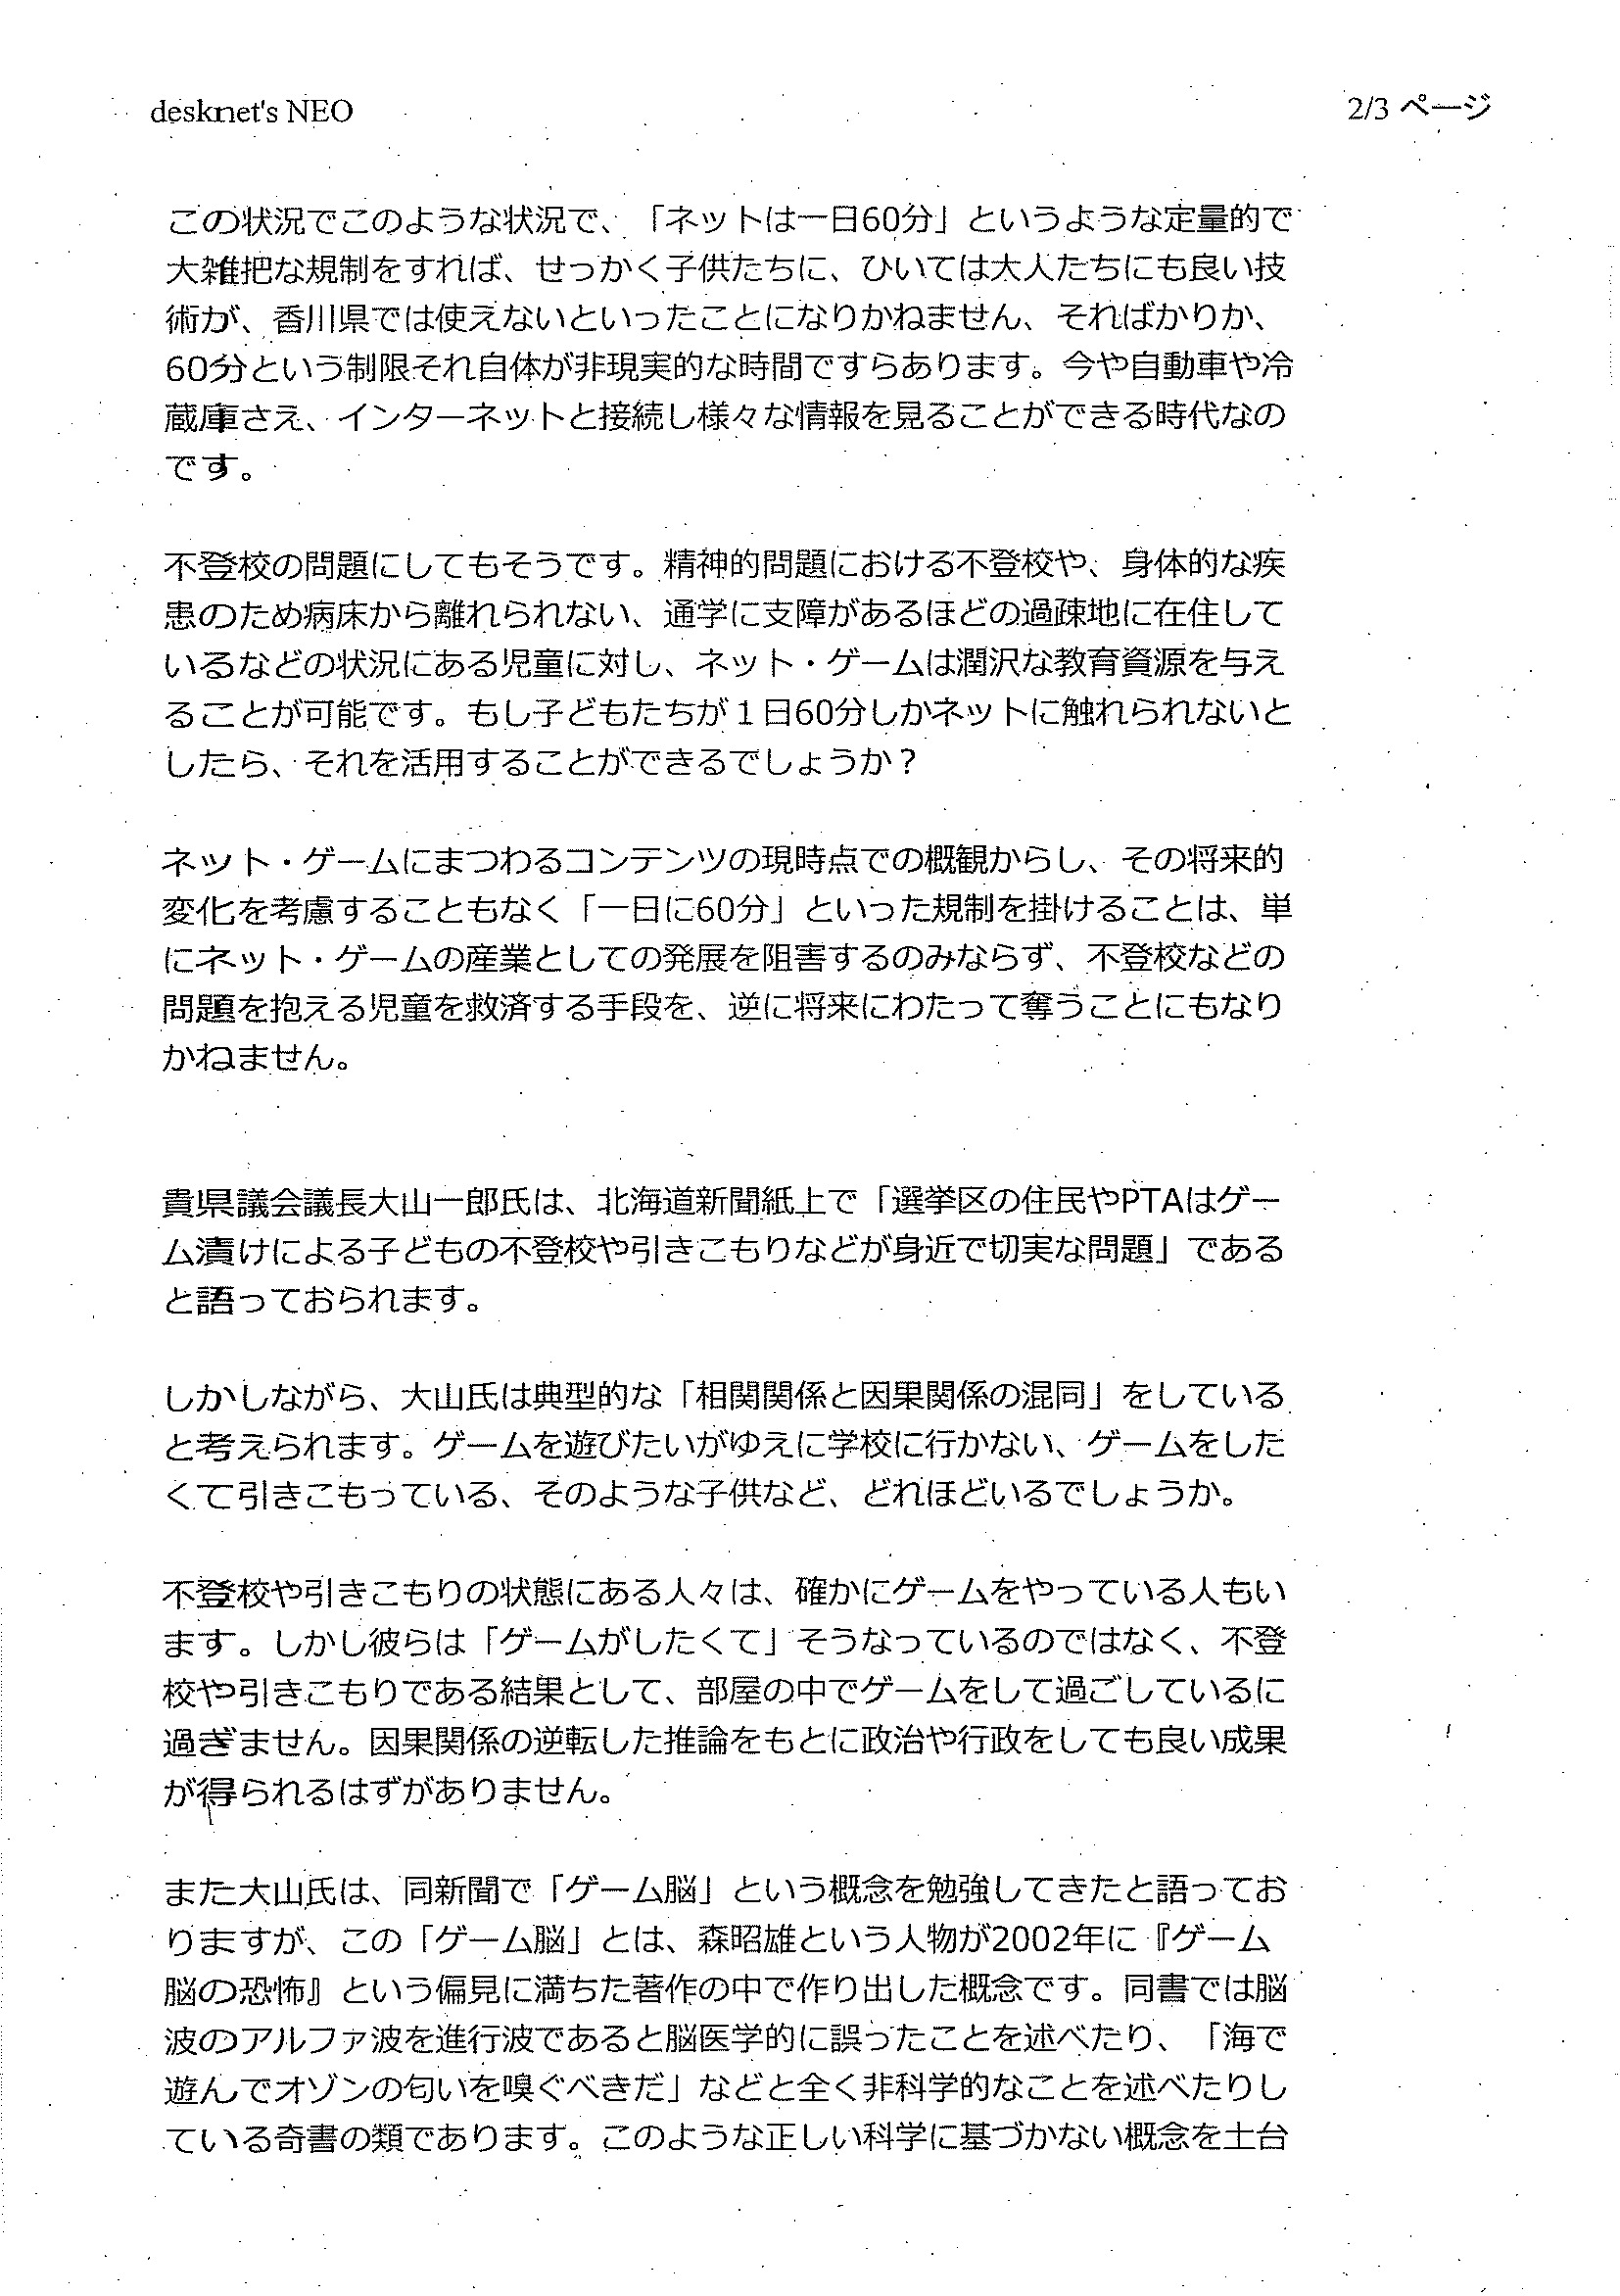 desknet's NEO
2/3 ページ
この状況でこのような状況で、「ネットは一日60分」というような定量的で
大雑把な規制をすれば、せっかく子供たちに、ひいては大人たちにも良い技
術が、香川県では使えないといったことになりかねません、そればかりか、
60分という制限それ自体が非現実的な時間ですらあります。今や自動車や冷
蔵庫さえ、インターネットと接続し様々な情報を見ることができる時代なの
です。
不登校の問題にしてもそうです。精神的問題における不登校や、身体的な疾
患のため病床から離れられない、通学に支障があるほどの過疎地に在住して
いるなどの状況にある児童に対し、ネット・ゲームは潤沢な教育資源を与え
ることが可能です。もし子どもたちが１日60分しかネットに触れられないと
したら、それを活用することができるでしょうか？
ネット・ゲームにまつわるコンテンツの現時点での概観からし、その将来的
変化を考慮することもなく「一日に60分」といった規制を掛けることは、単
にネット・ゲームの産業としての発展を阻害するのみならず、不登校などの
問題を抱える児童を救済する手段を、逆に将来にわたって奪うことにもなり
かねません。
貴県議会議長大山一郎氏は、北海道新聞紙上で「選挙区の住民やPTAはゲー
ム漬けによる子どもの不登校や引きこもりなどが身近で切実な問題」である
と語っておられます。
しかしながら、大山氏は典型的な「相関関係と因果関係の混同」をしている
と考えられます。ゲームを遊びたいがゆえに学校に行かない、ゲームをした
くて引きこもっている、そのような子供など、どれほどいるでしょうか。
不登校や引きこもりの状態にある人々は、確かにゲームをやっている人もい
ます。しかし彼らは「ゲームがしたくて」そうなっているのではなく、不登
校や引きこもりである結果として、部屋の中でゲームをして過ごしているに
過ぎません。因果関係の逆転した推論をもとに政治や行政をしても良い成果
が得られるはずがありません。
また大山氏は、同新聞で「ゲーム脳」という概念を勉強してきたと語ってお
りますが、この「ゲーム脳」とは、森昭雄という人物が2002年に『ゲーム
脳の恐怖』という偏見に満ちた著作の中で作り出した概念です。同書では脳
波のアルファ波を進行波であると脳医学的に誤ったことを述べたり、「海で
遊んでオゾンの匂いを嗅ぐべきだ」などと全く非科学的なことを述べたりし
ている奇書の類であります。このような正しい科学に基づかない概念を土台